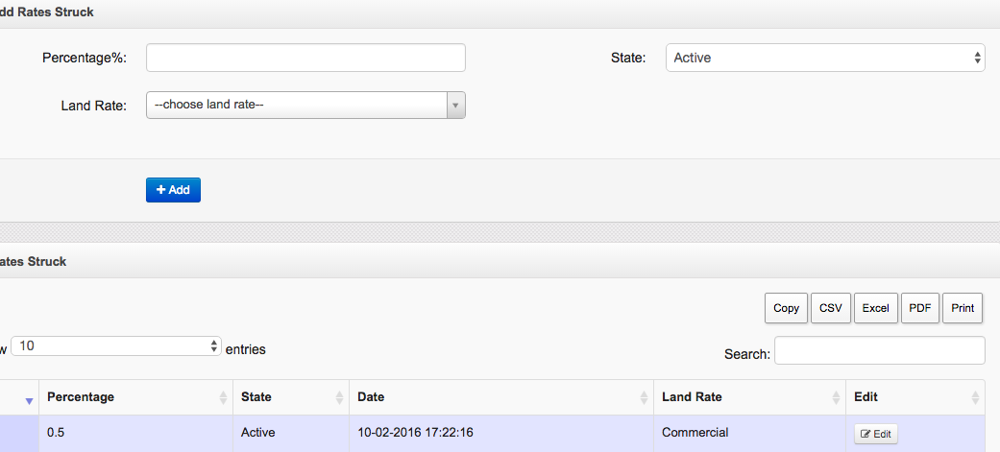 dd Rates Struck
Percentage%:
State: Active
Land Rate: --choose land rate--
Add
ates Struck
Copy CSV Excel PDF Print
w 10 entries
Search:
Percentage State Date Land Rate Edit
0.5 Active 10-02-2016 17:22:16 Commercial Edit